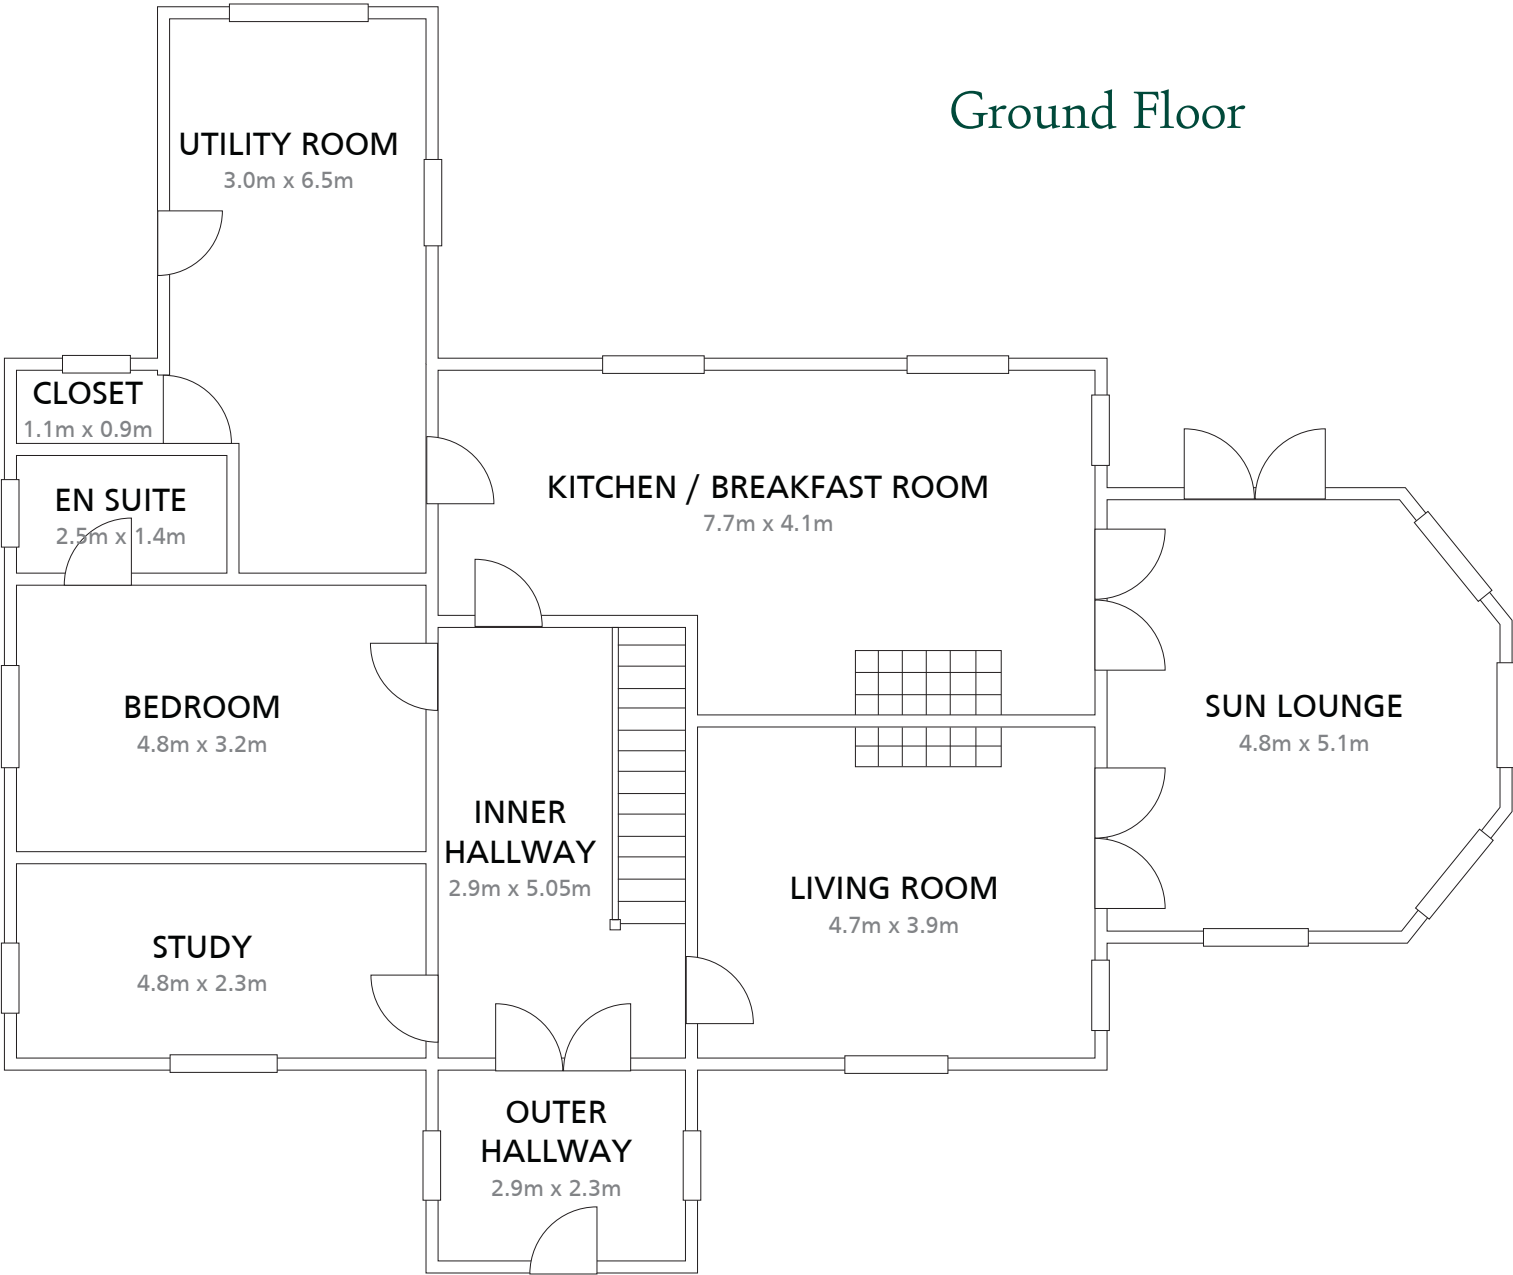 Ground Floor
UTILITY ROOM
3.0m x 6.5m
CLOSET
1.1m x 0.9m
EN SUITE
2.5m x 1.4m
KITCHEN / BREAKFAST ROOM
7.7m x 4.1m
BEDROOM
4.8m x 3.2m
SUN LOUNGE
4.8m x 5.1m
INNER
HALLWAY
2.9m x 5.05m
LIVING ROOM
4.7m x 3.9m
STUDY
4.8m x 2.3m
OUTER
HALLWAY
2.9m x 2.3m